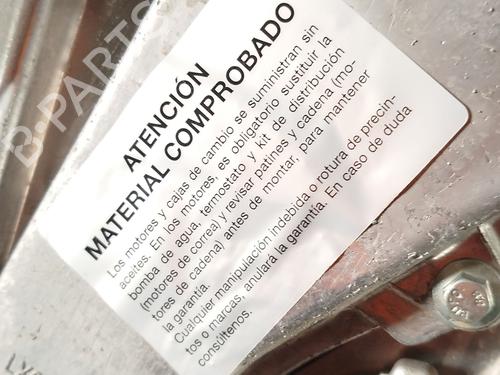 B-PARTS
ATENCIÓN
MATERIAL COMPROBADO
Los motores y cajas de cambio se suministran sin
aceites. En los motores, es obligatorio sustituir la
bomba de agua, termostato y kit de distribución
(motores de correa) y revisar patines y cadena (mo-
tores de cadena) antes de montar, para mantener
la garantía.
Cualquier manipulación indebida o rotura de precin-
tos o marcas, anulará la garantía. En caso de duda
consúltenos.